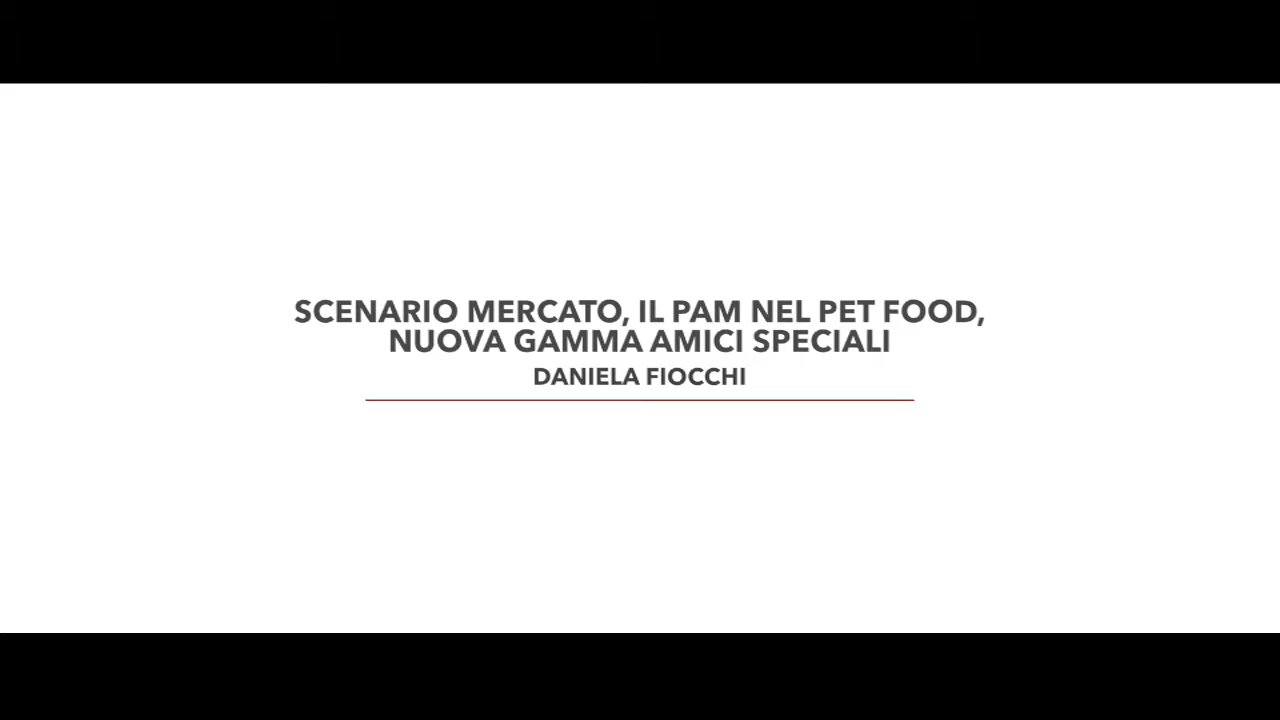 SCENARIO MERCATO, IL PAM NEL PET FOOD,
NUOVA GAMMA AMICI SPECIALI
DANIELA FIOCCHI